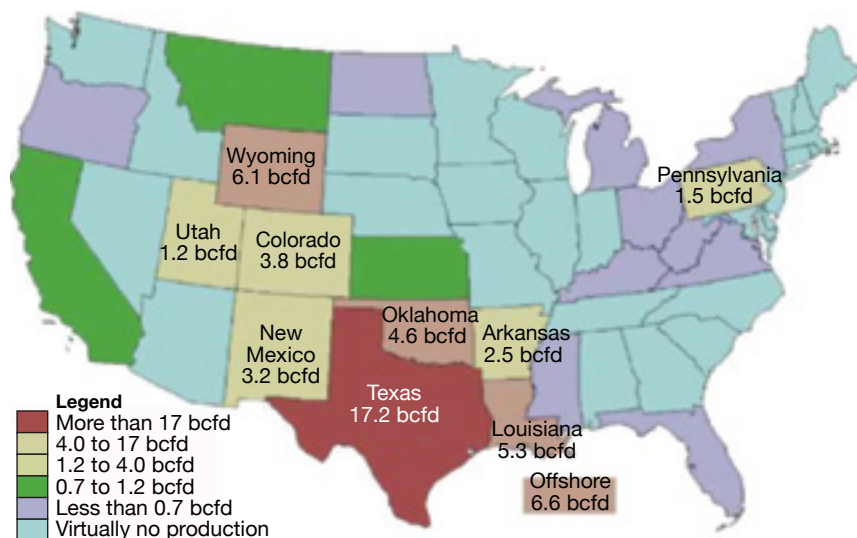 Wyoming
6.1 bcfd
Pennsylvania
1.5 bcfd
Utah
1.2 bcfd
Colorado
3.8 bcfd
New
Mexico
3.2 bcfd
Oklahoma
4.6 bcfd
Arkansas
2.5 bcfd
Texas
17.2 bcfd
Louisiana
5.3 bcfd
Offshore
6.6 bcfd
Legend
More than 17 bcfd
4.0 to 17 bcfd
1.2 to 4.0 bcfd
0.7 to 1.2 bcfd
Less than 0.7 bcfd
Virtually no production